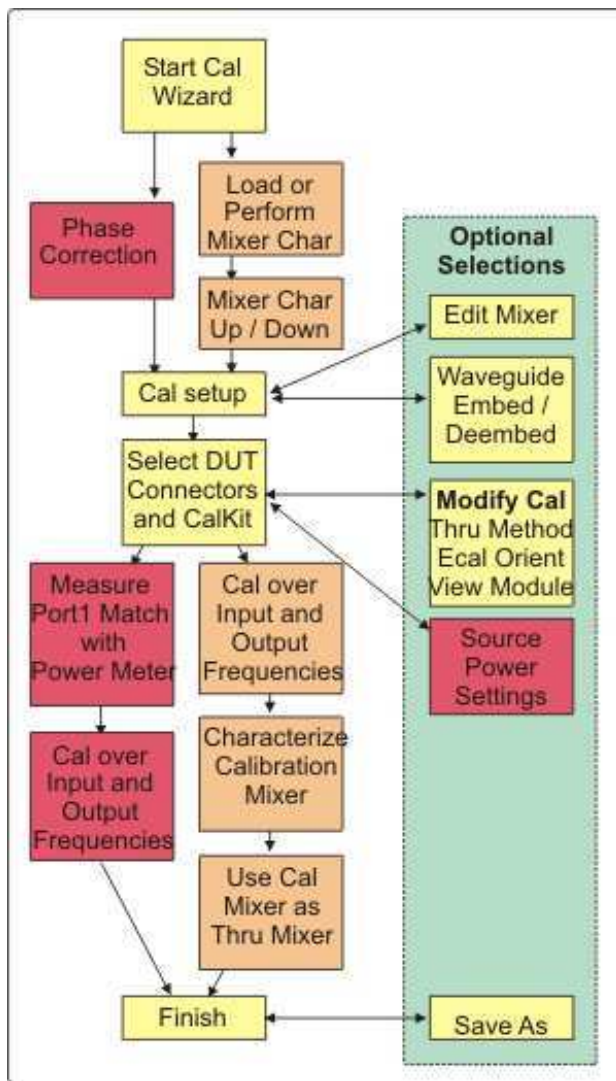 Start Cal
Wizard
Phase
Correction
Load or
Perform
Mixer Char
Mixer Char
Up / Down
Cal setup
Select DUT
Connectors
and CalKit
Measure
Port1 Match
with
Power Meter
Cal over
Input and
Output
Frequencies
Cal over
Input and
Output
Frequencies
Characterize
Calibration
Mixer
Use Cal
Mixer as
Thru Mixer
Finish
Optional
Selections
Edit Mixer
Waveguide
Embed /
Deembed
Modify Cal
Thru Method
Ecal Orient
View Module
Source
Power
Settings
Save As